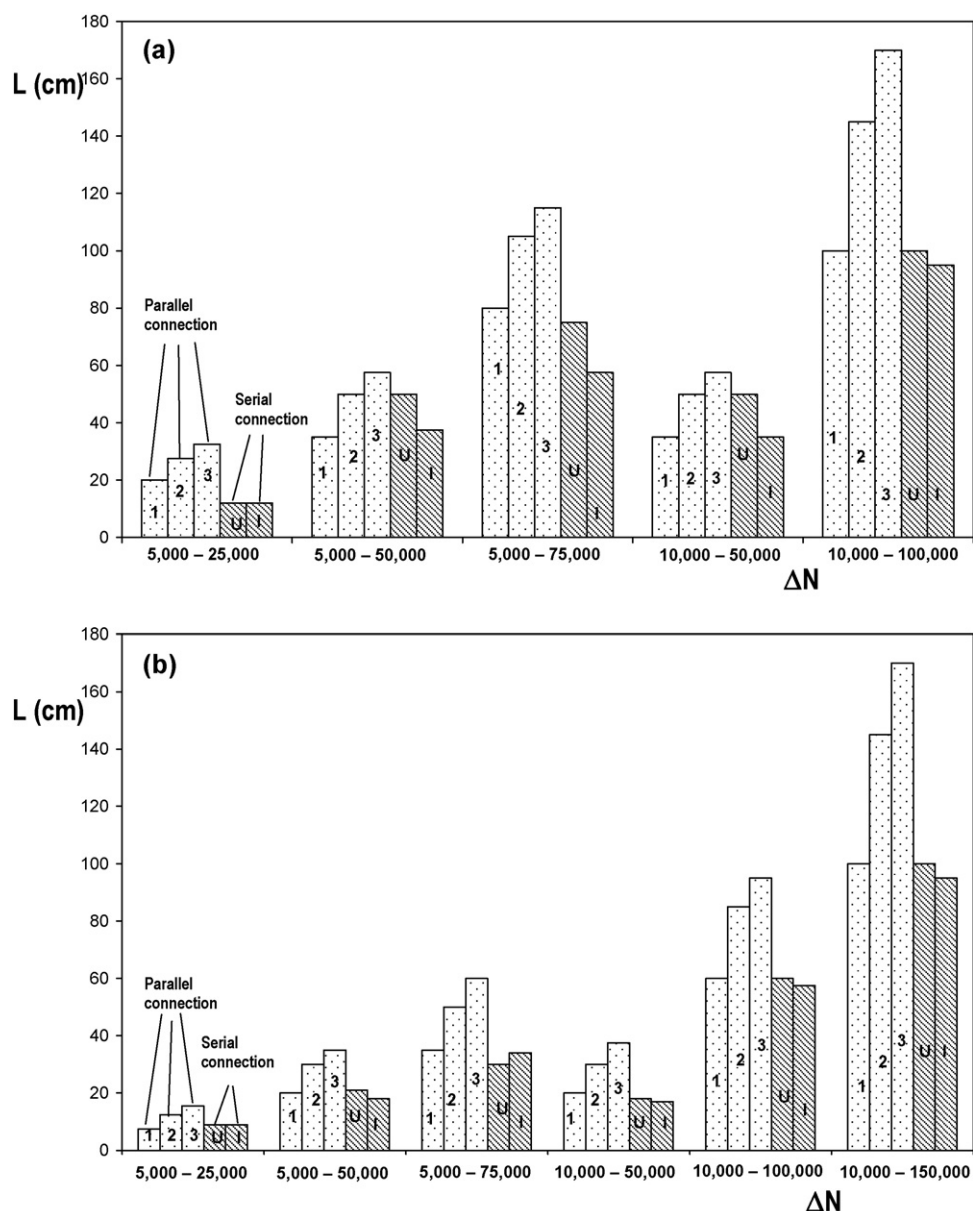 (a)
L (cm)
180
160
140
120
100
80
60
40
20
0
Parallel
connection
Serial
connection
1 2 3 U I
1 2 3 U I
1 2 3 U I
1 2 3 U I
1 2 3 U I
5,000 – 25,000 5,000 – 50,000 5,000 – 75,000 10,000 – 50,000 10,000 – 100,000
ΔN
(b)
L (cm)
180
160
140
120
100
80
60
40
20
0
Parallel
connection
Serial
connection
1 2 3 U I
1 2 3 U I
1 2 3 U I
1 2 3 U I
1 2 3 U I
1 2 3 U I
5,000 – 25,000 5,000 – 50,000 5,000 – 75,000 10,000 – 50,000 10,000 – 100,000 10,000 – 150,000
ΔN